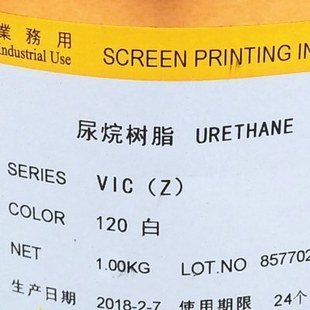 業務用
Industrial Use
SCREEN PRINTING IN
尿烷树脂 URETHANE
SERIES VIC (Z)
COLOR 120 白
NET 1.00KG LOT.NO 857702
生产日期 2018-2-7 使用期限 24个